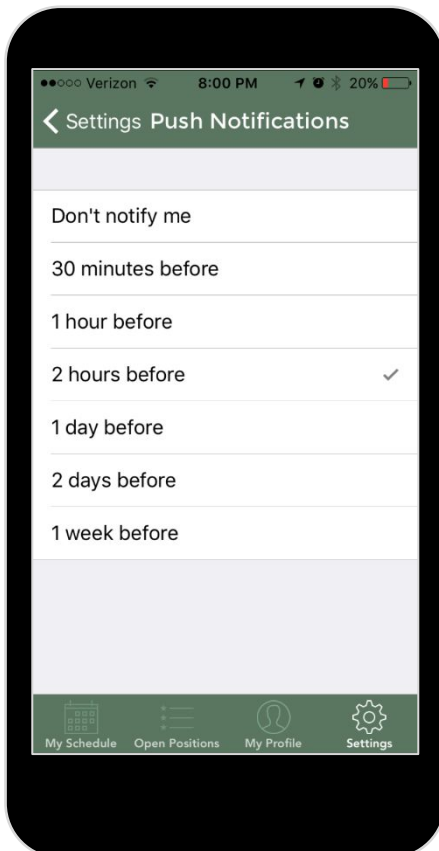 Verizon 8:00 PM 20%
Settings Push Notifications
Don't notify me
30 minutes before
1 hour before
2 hours before
1 day before
2 days before
1 week before
My Schedule Open Positions My Profile Settings